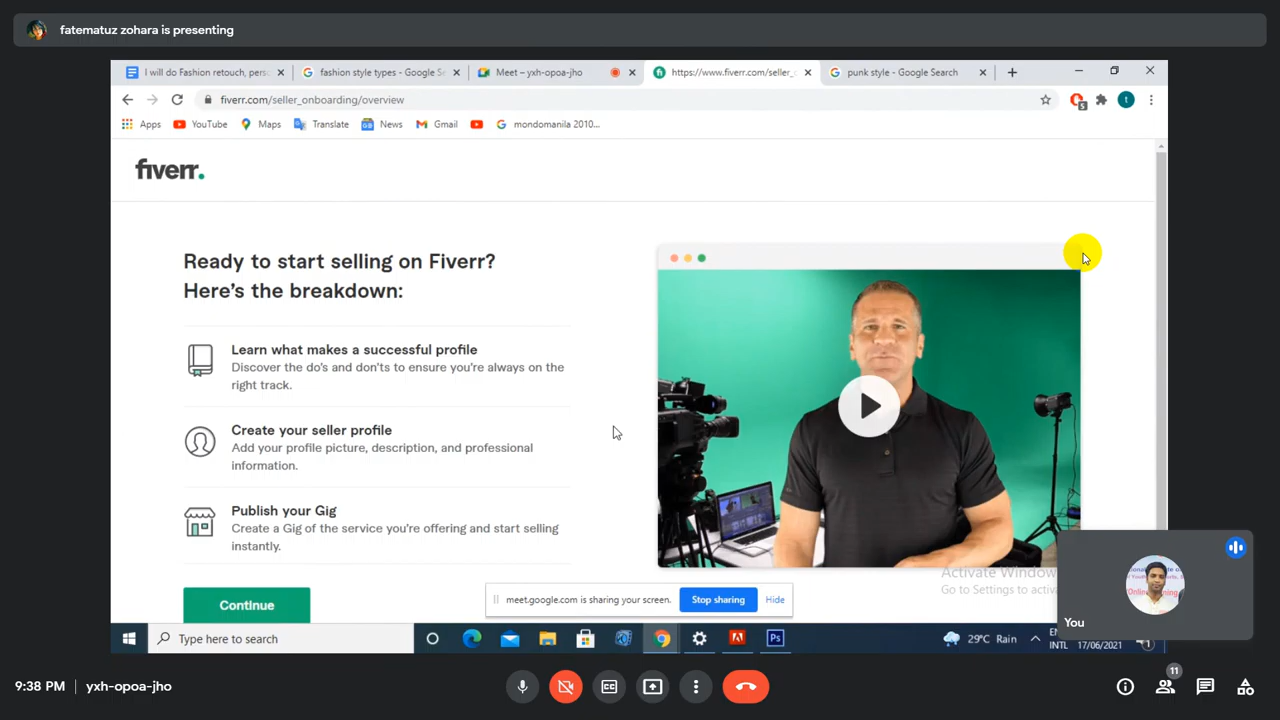 fatematuz zohara is presenting
I will do Fashion retouch, pers
fashion style types - Google Se
Meet – yxh-opoa-jho
https://www.fiverr.com/seller_
punk style - Google Search
fiverr.com/seller_onboarding/overview
5
t
Apps
YouTube
Maps
Translate
News
Gmail
mondomanila 2010...
fiverr.
Ready to start selling on Fiverr?
Here's the breakdown:
Learn what makes a successful profile
Discover the do's and don'ts to ensure you're always on the
right track.
Create your seller profile
Add your profile picture, description, and professional
information.
Publish your Gig
Create a Gig of the service you're offering and start selling
instantly.
Continue
Activate Window
Go to Settings to activa
meet.google.com is sharing your screen.
Stop sharing
Hide
You
Type here to search
Ps
29°C Rain
INTL
17/06/2021
1
9:38 PM
yxh-opoa-jho
11